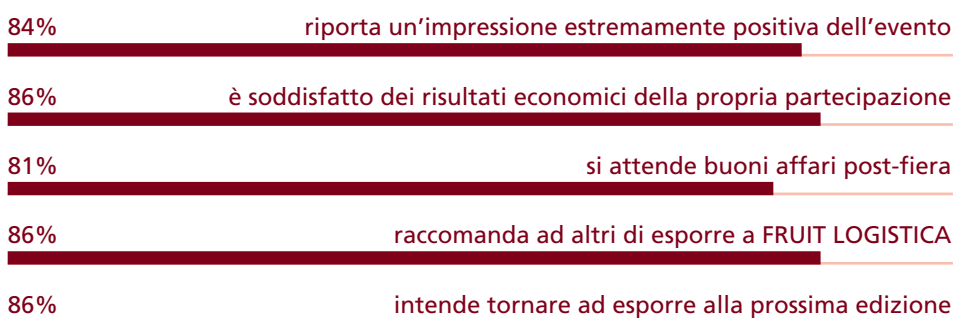 84% riporta un’impressione estremamente positiva dell’evento
86% è soddisfatto dei risultati economici della propria partecipazione
81% si attende buoni affari post-fiera
86% raccomanda ad altri di esporre a FRUIT LOGISTICA
86% intende tornare ad esporre alla prossima edizione